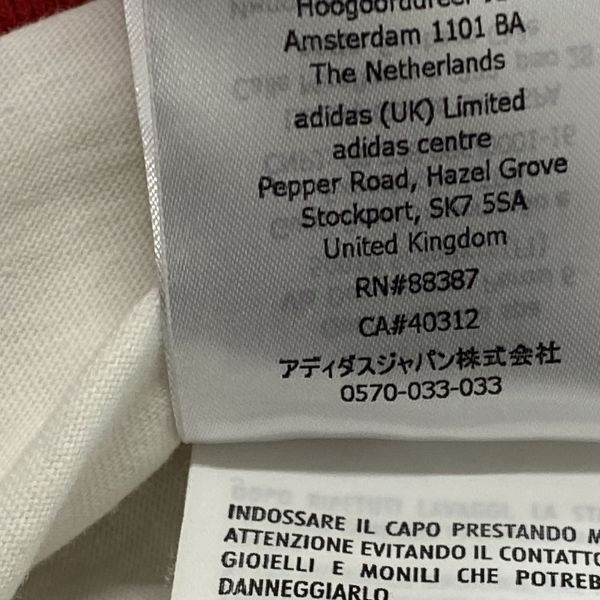 Amsterdam 1101 BA
The Netherlands
adidas (UK) Limited
adidas centre
Pepper Road, Hazel Grove
Stockport, SK7 5SA
United Kingdom
RN#88387
CA#40312
アディダスジャパン株式会社
0570-033-033
INDOSSARE IL CAPO PRESTANDO
ATTENZIONE EVITANDO IL CONTATTO
GIOIELLI E MONILI CHE POTREB
DANNEGGIARLO